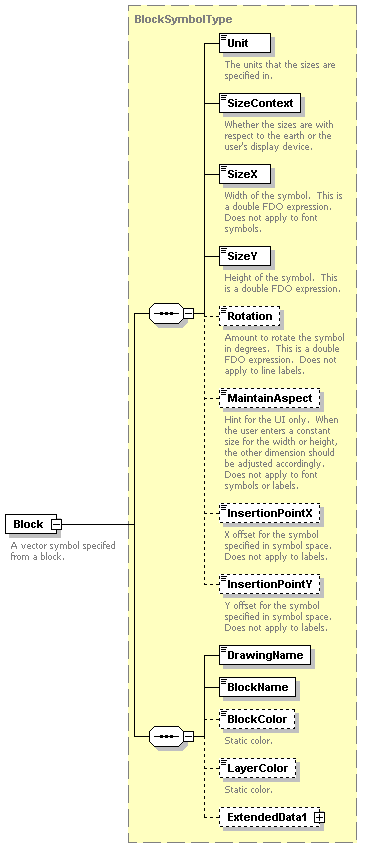 BlockSymbolType
Unit
The units that the sizes are
specified in.
SizeContext
Whether the sizes are with
respect to the earth or the
user's display device.
SizeX
Width of the symbol. This is
a double FDO expression.
Does not apply to font
symbols.
SizeY
Height of the symbol. This
is a double FDO expression.
Rotation
Amount to rotate the symbol
in degrees. This is a double
FDO expression. Does not
apply to line labels.
MaintainAspect
Hint for the UI only. When
the user enters a constant
size for the width or height,
the other dimension should
be adjusted accordingly.
Does not apply to font
symbols or labels.
Block
A vector symbol specifed
from a block.
InsertionPointX
X offset for the symbol
specified in symbol space.
Does not apply to labels.
InsertionPointY
Y offset for the symbol
specified in symbol space.
Does not apply to labels.
DrawingName
BlockName
BlockColor
Static color.
LayerColor
Static color.
ExtendedData1